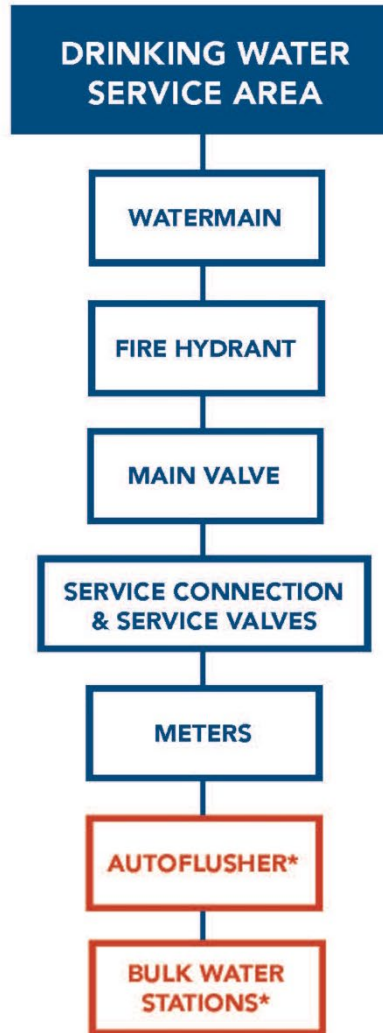 DRINKING WATER
SERVICE AREA
WATERMAIN
FIRE HYDRANT
MAIN VALVE
SERVICE CONNECTION
& SERVICE VALVES
METERS
AUTOFLUSHER*
BULK WATER
STATIONS*